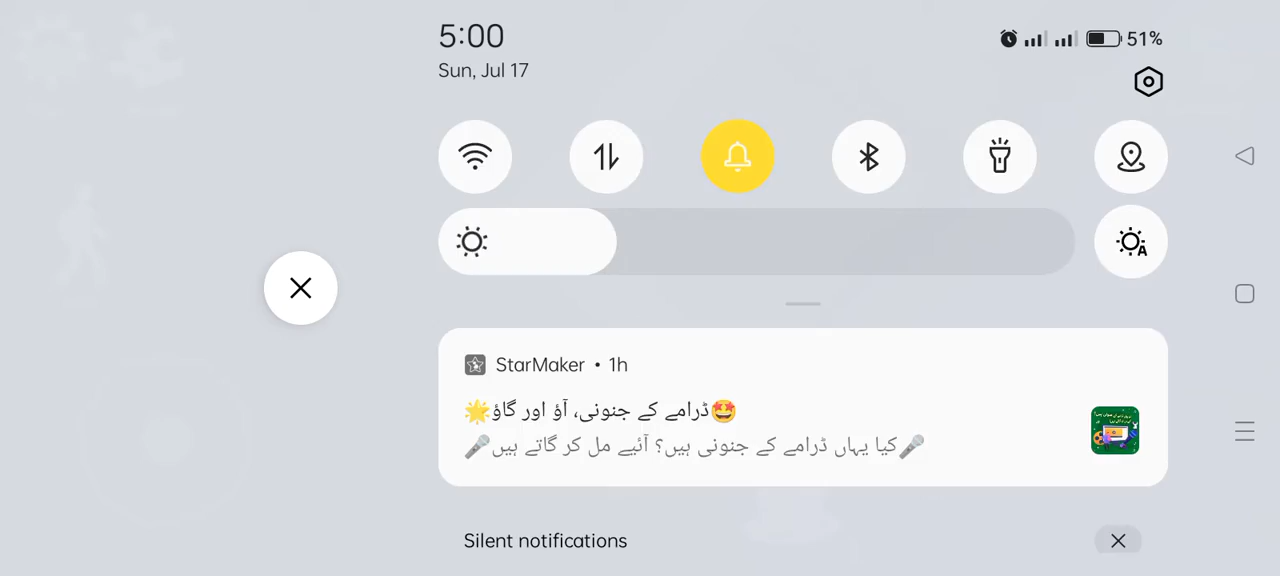 5:00
51%
Sun, Jul 17
A
StarMaker • 1h
🤩ڈرامے کے جنونی، آؤ اور گاؤ🌟
🎤کیا یہاں ڈرامے کے جنونی ہیں؟ آئیے مل کر گاتے ہیں🎤
Silent notifications